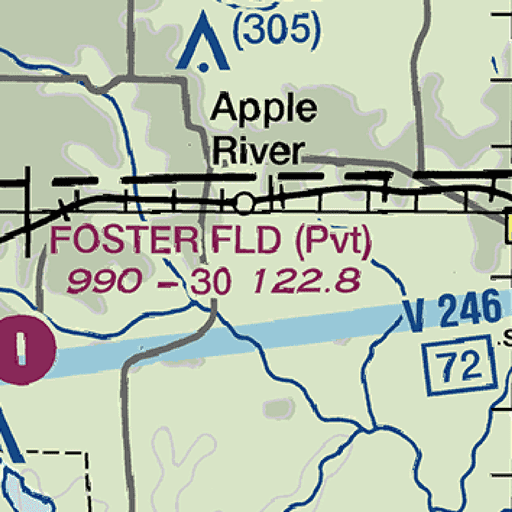 (305)
Apple
River
FOSTER FLD (Pvt)
990 – 30 122.8
V 246
72
.s